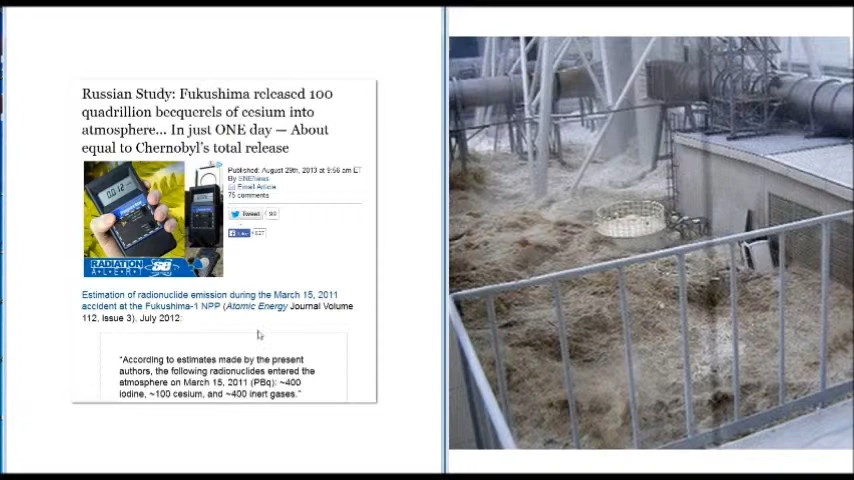 Russian Study: Fukushima released 100
quadrillion becquerels of cesium into
atmosphere... In just ONE day — About
equal to Chernobyl's total release
Published: August 29th, 2013 at 9:56 am ET
By ENENews
Email Article
75 comments
Tweet
RADIATION
ALERT
Estimation of radionuclide emission during the March 15, 2011
accident at the Fukushima-1 NPP (Atomic Energy Journal Volume
112, Issue 3), July 2012:
"According to estimates made by the present
authors, the following radionuclides entered the
atmosphere on March 15, 2011 (PBq): ~400
iodine, ~100 cesium, and ~400 inert gases."